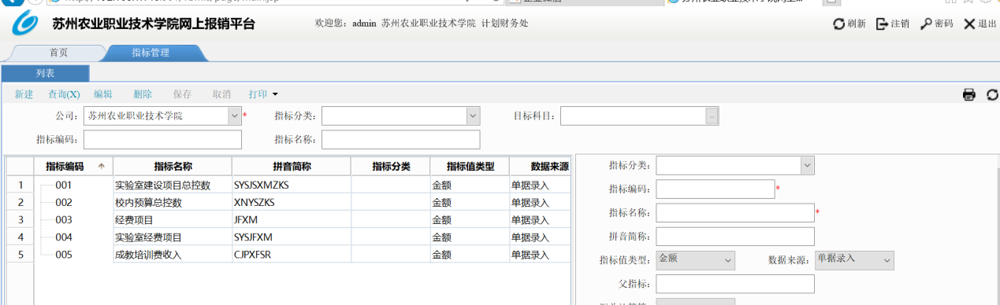 苏州农业职业技术学院网上报销平台 欢迎您：admin 苏州农业职业技术学院 计划财务处 刷新 注销 密码 退出
首页 指标管理
列表
新建 查询(X) 编辑 删除 保存 取消 打印
公司： 苏州农业职业技术学院 * 指标分类： 目标科目： ...
指标编码： 指标名称：
指标编码 指标名称 拼音简称 指标分类 指标值类型 数据来源
1 001 实验室建设项目总控数 SYSJSXMZKS 金额 单据录入
2 002 校内预算总控数 XNYSZKS 金额 单据录入
3 003 经费项目 JFXM 金额 单据录入
4 004 实验室经费项目 SYSJFXM 金额 单据录入
5 005 成教培训费收入 CJPXFSR 金额 单据录入
指标分类：
指标编码： *
指标名称： *
拼音简称：
指标值类型： 金额 数据来源： 单据录入
父指标：